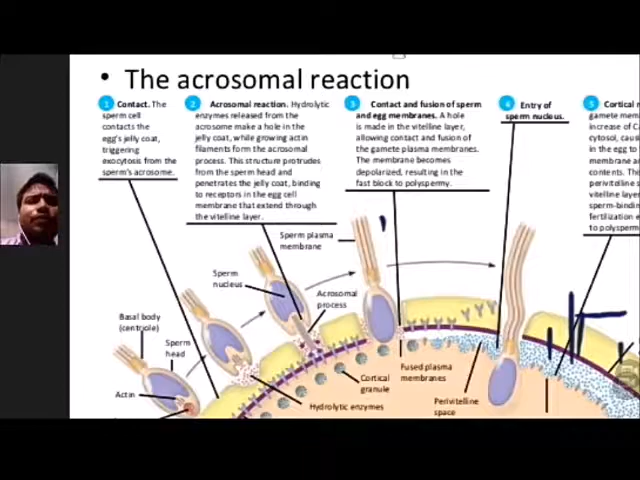 • The acrosomal reaction
1 Contact. The
sperm cell
contacts the
egg's jelly coat,
triggering
exocytosis from the
sperm's acrosome.
2 Acrosomal reaction. Hydrolytic
enzymes released from the
acrosome make a hole in the
jelly coat, while growing actin
filaments form the acrosomal
process. This structure protrudes
from the sperm head and
penetrates the jelly coat, binding
to receptors in the egg cell
membrane that extend through
the vitelline layer.
3 Contact and fusion of sperm
and egg membranes. A hole
is made in the vitelline layer,
allowing contact and fusion of
the gamete plasma membranes.
The membrane becomes
depolarized, resulting in the
fast block to polyspermy.
4 Entry of
sperm nucleus.
5 Cortical r
gamete mem
increase of C
cytosol, caus
in the egg to
membrane a
contents. The
perivitelline s
vitelline layer
sperm-bindin
fertilization e
to polysperm
Sperm plasma
membrane
Sperm
nucleus
Acrosomal
process
Basal body
(centriole)
Sperm
head
Actin
Cortical
granule
Fused plasma
membranes
Hydrolytic enzymes
Perivitelline
space